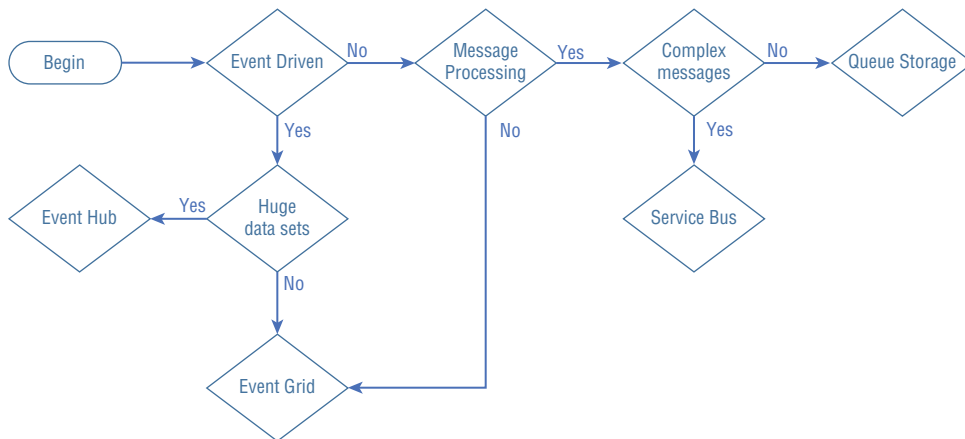 Begin
Event Driven
No
Message
Processing
Yes
Complex
messages
No
Queue Storage
Yes
No
Yes
Event Hub
Yes
Huge
data sets
Service Bus
No
Event Grid